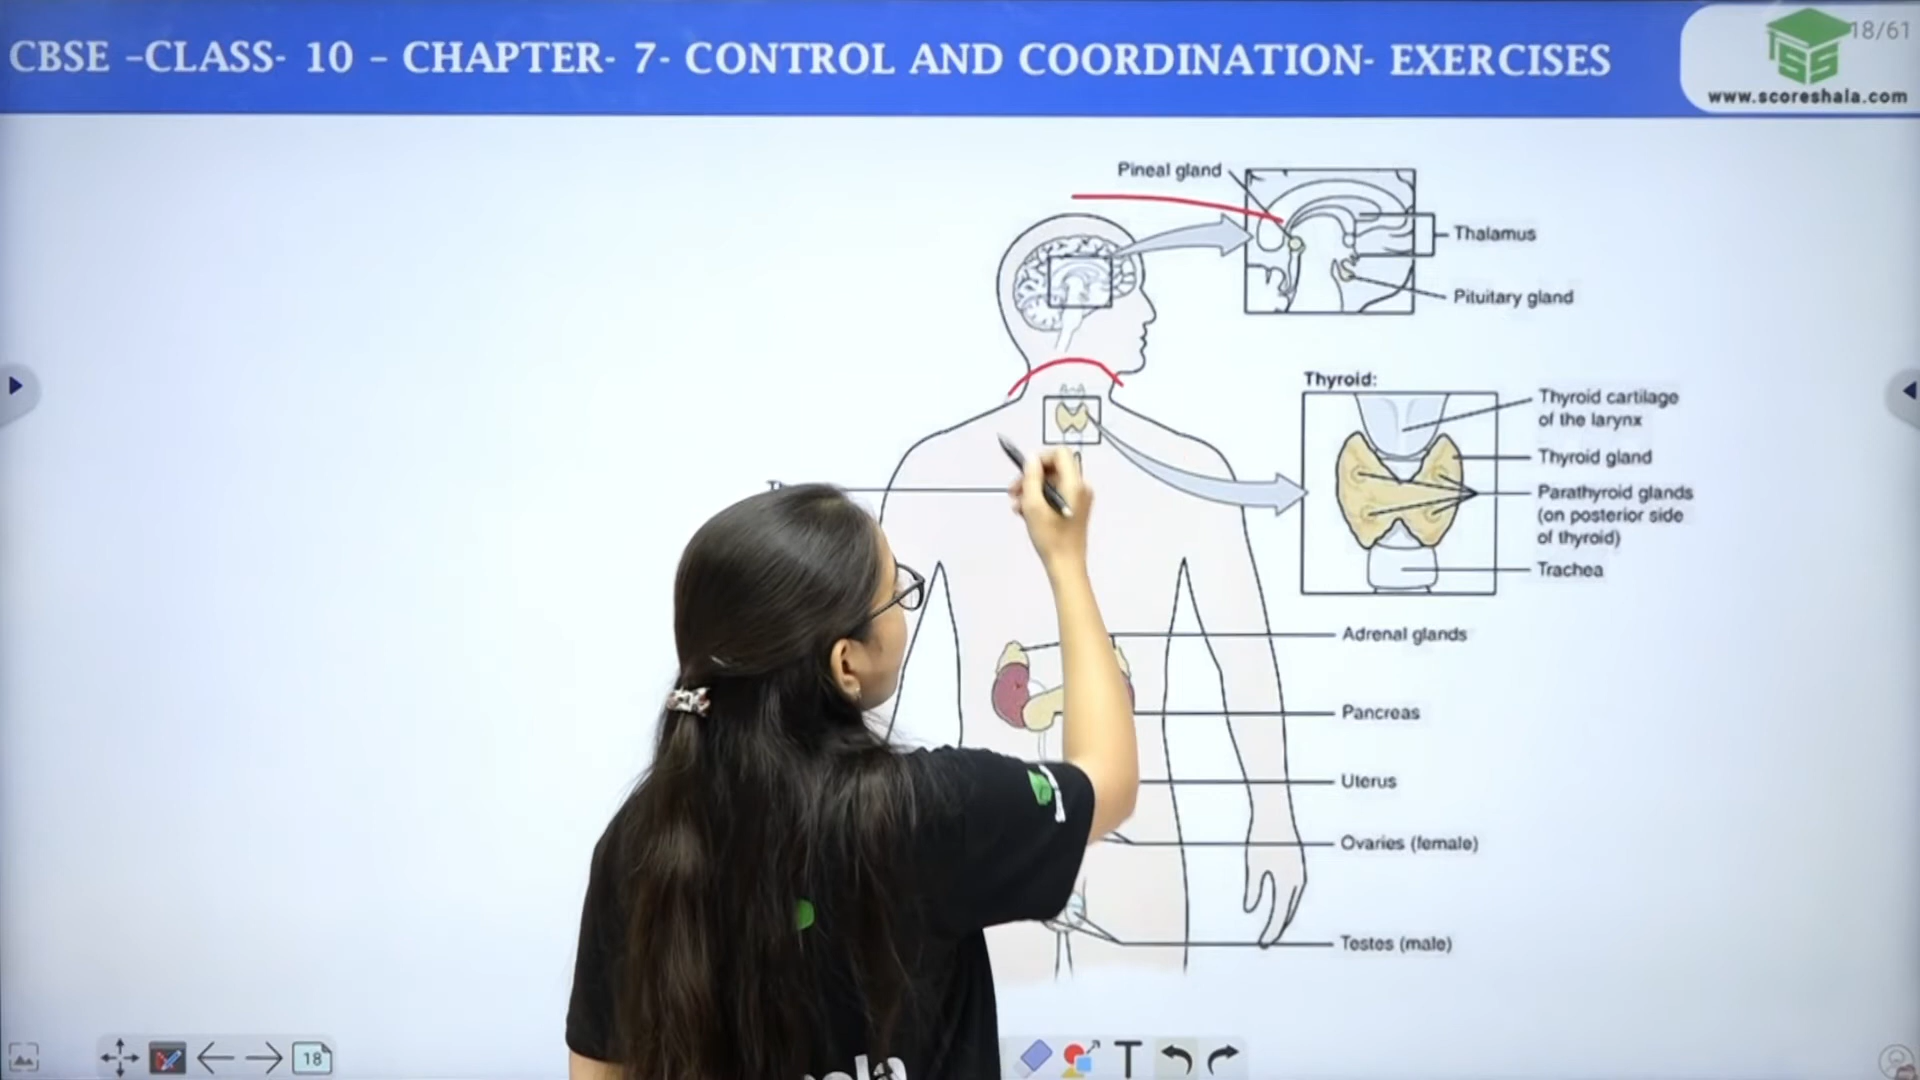 CBSE –CLASS- 10 – CHAPTER- 7- CONTROL AND COORDINATION- EXERCISES
18/61
SS
www.scoreshala.com
Pineal gland
Thalamus
Pituitary gland
Thyroid:
Thyroid cartilage
of the larynx
Thyroid gland
Parathyroid glands
(on posterior side
of thyroid)
Trachea
Adrenal glands
Pancreas
Uterus
Ovaries (female)
Testes (male)
18
T